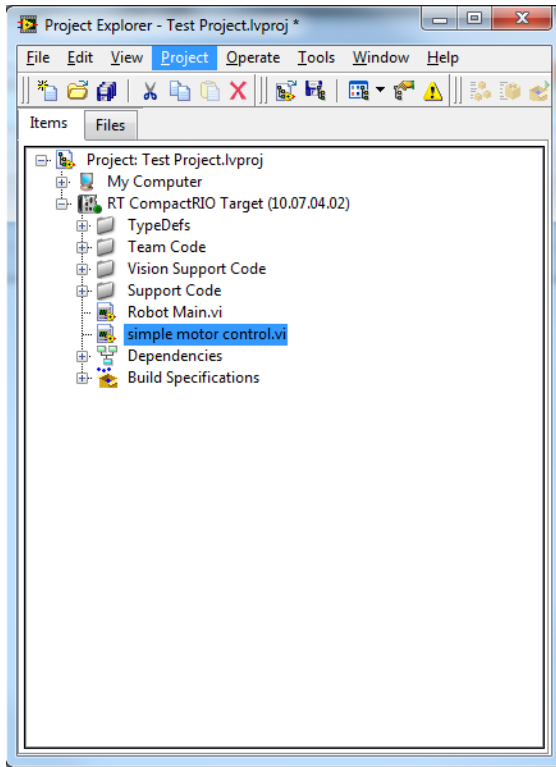 Project Explorer - Test Project.lvproj *
File Edit View Project Operate Tools Window Help
Items Files
Project: Test Project.lvproj
My Computer
RT CompactRIO Target (10.07.04.02)
TypeDefs
Team Code
Vision Support Code
Support Code
Robot Main.vi
simple motor control.vi
Dependencies
Build Specifications